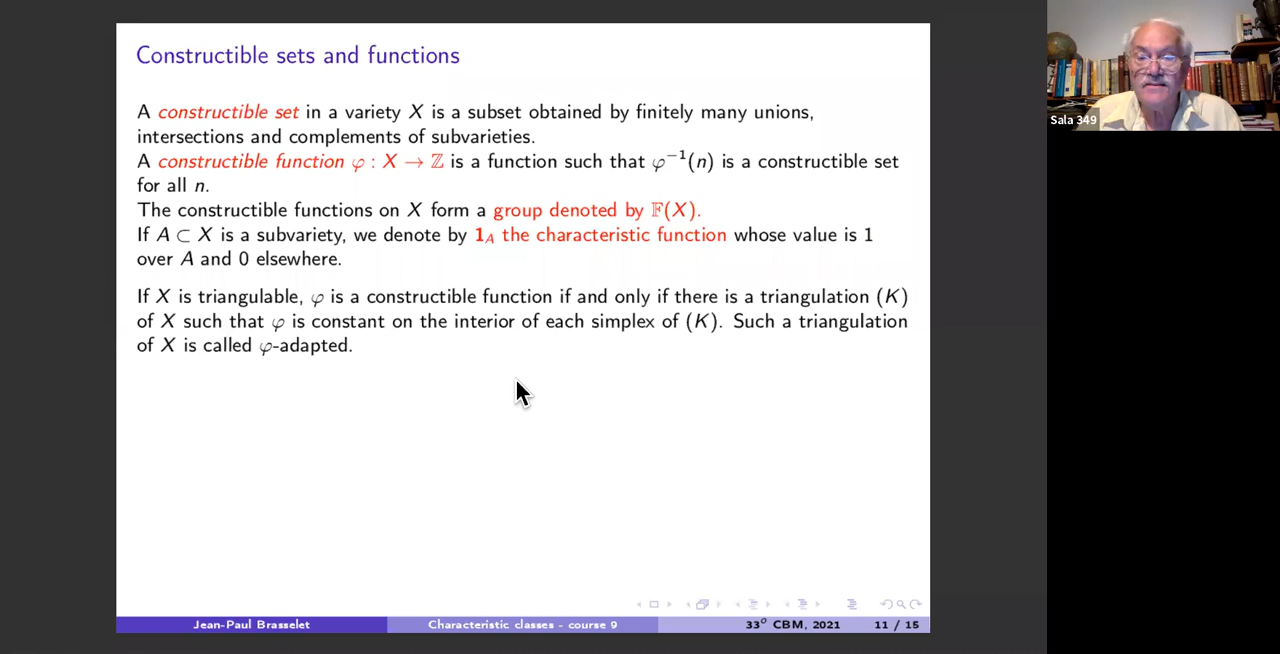 Constructible sets and functions
A constructible set in a variety X is a subset obtained by finitely many unions,
intersections and complements of subvarieties.
A constructible function φ : X → ℤ is a function such that φ⁻¹(n) is a constructible set
for all n.
The constructible functions on X form a group denoted by 𝔽(X).
If A ⊂ X is a subvariety, we denote by 𝟏_A the characteristic function whose value is 1
over A and 0 elsewhere.
If X is triangulable, φ is a constructible function if and only if there is a triangulation (K)
of X such that φ is constant on the interior of each simplex of (K). Such a triangulation
of X is called φ-adapted.
Jean-Paul Brasselet Characteristic classes - course 9 33° CBM, 2021 11 / 15
Sala 349